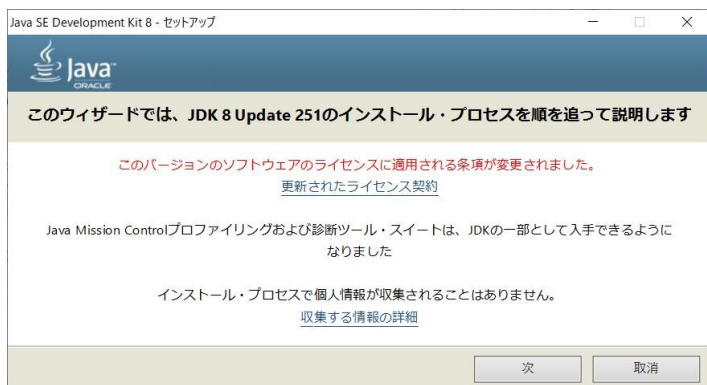 Java SE Development Kit 8 - セットアップ
Java™
ORACLE
このウィザードでは、JDK 8 Update 251のインストール・プロセスを順を追って説明します
このバージョンのソフトウェアのライセンスに適用される条項が変更されました。
更新されたライセンス契約
Java Mission Controlプロファイリングおよび診断ツール・スイートは、JDKの一部として入手できるように
なりました
インストール・プロセスで個人情報が収集されることはありません。
収集する情報の詳細
次
取消